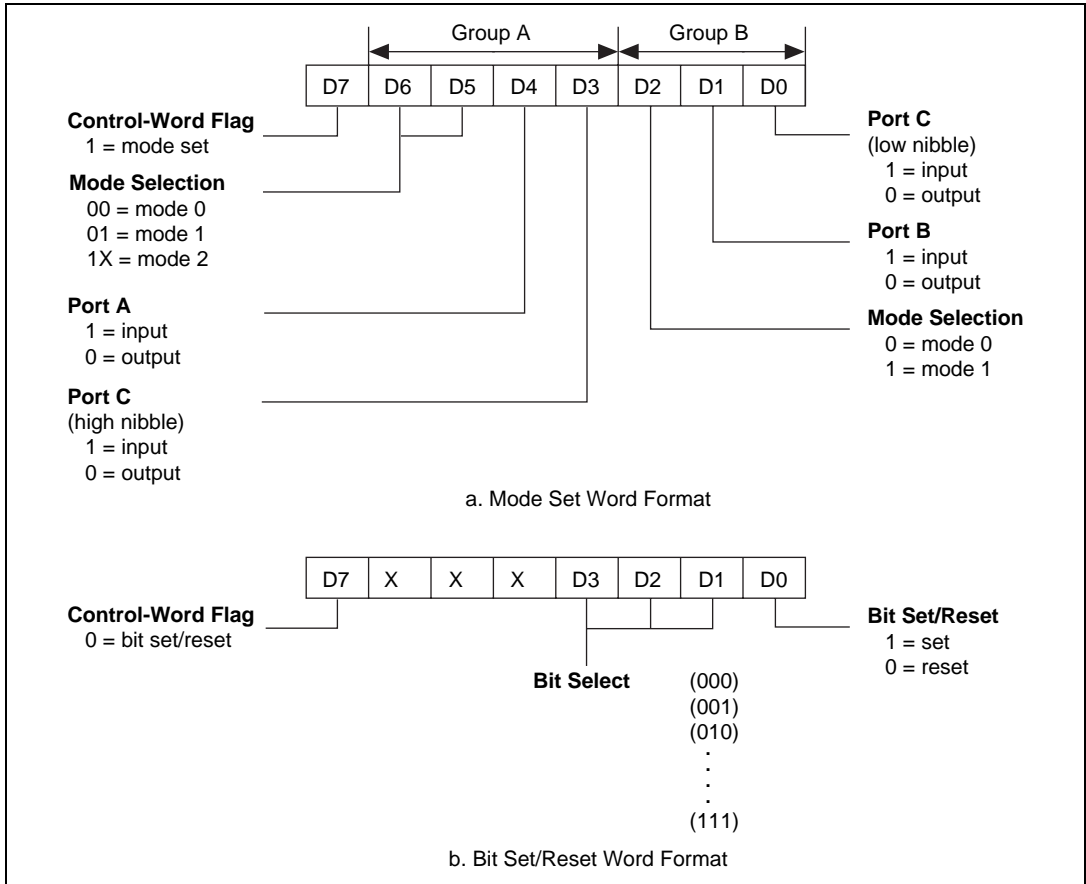 Group A Group B
D7 D6 D5 D4 D3 D2 D1 D0
Control-Word Flag
1 = mode set
Mode Selection
00 = mode 0
01 = mode 1
1X = mode 2
Port A
1 = input
0 = output
Port C
(high nibble)
1 = input
0 = output
Port C
(low nibble)
1 = input
0 = output
Port B
1 = input
0 = output
Mode Selection
0 = mode 0
1 = mode 1
a. Mode Set Word Format
D7 X X X D3 D2 D1 D0
Control-Word Flag
0 = bit set/reset
Bit Select
(000)
(001)
(010)
.
.
.
.
(111)
Bit Set/Reset
1 = set
0 = reset
b. Bit Set/Reset Word Format